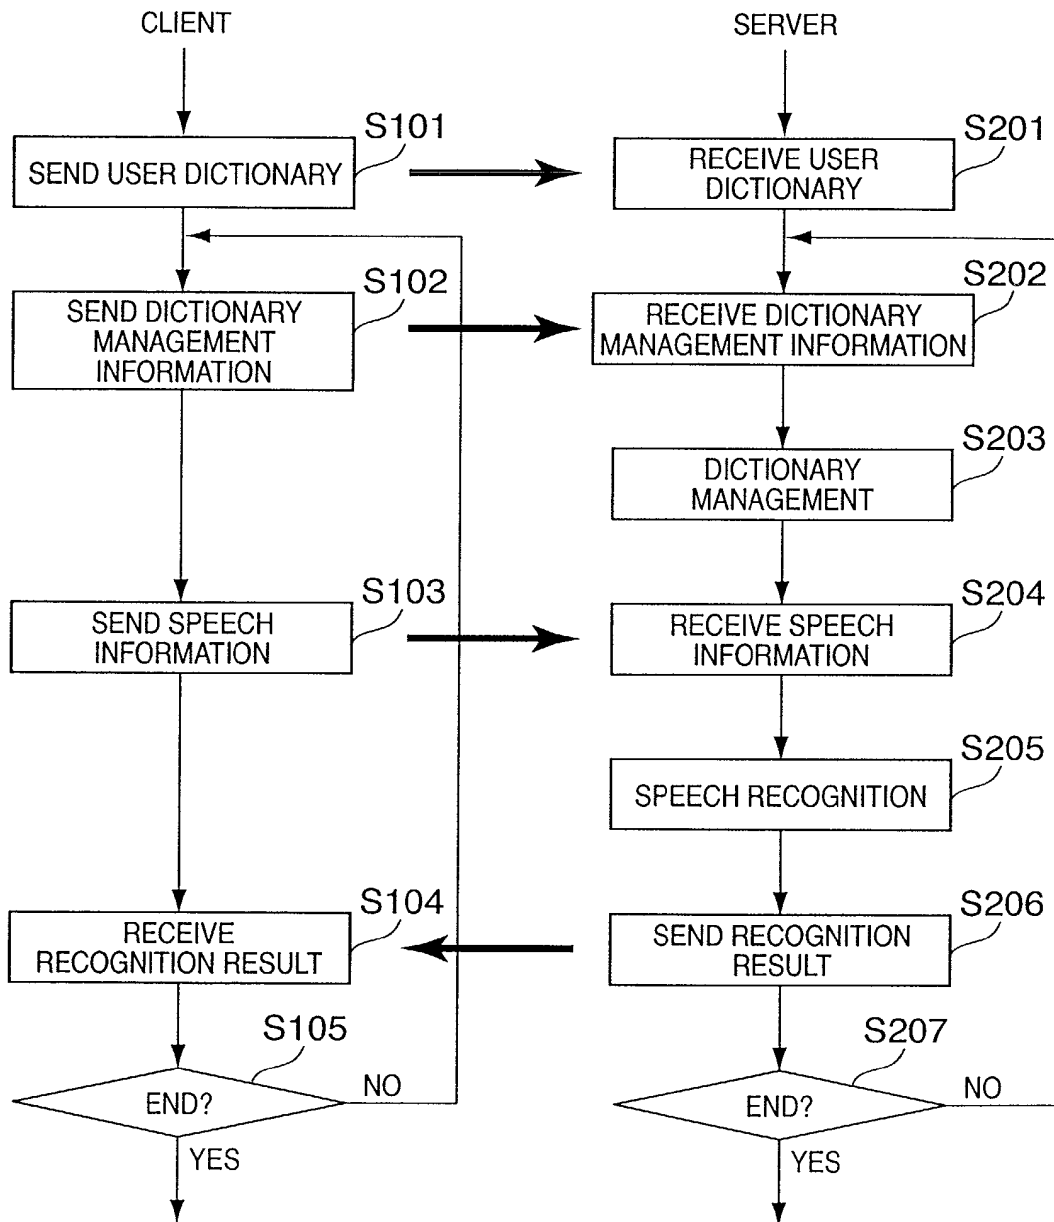 CLIENT
SERVER
S101
SEND USER DICTIONARY
S201
RECEIVE USER
DICTIONARY
S102
SEND DICTIONARY
MANAGEMENT
INFORMATION
S202
RECEIVE DICTIONARY
MANAGEMENT INFORMATION
S203
DICTIONARY
MANAGEMENT
S103
SEND SPEECH
INFORMATION
S204
RECEIVE SPEECH
INFORMATION
S205
SPEECH RECOGNITION
S104
RECEIVE
RECOGNITION RESULT
S206
SEND RECOGNITION
RESULT
S105
END?
NO
YES
S207
END?
NO
YES